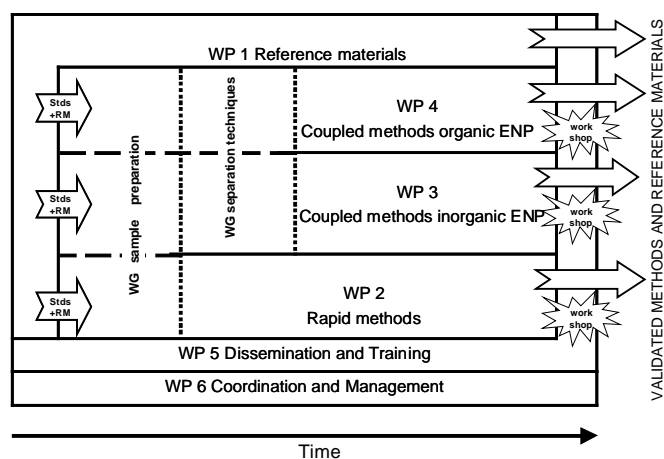 WP 1 Reference materials
Stds
+RM
WP 4
Coupled methods organic ENP
work
shop
WG separation techniques
WG sample preparation
Stds
+RM
WP 3
Coupled methods inorganic ENP
work
shop
Stds
+RM
WP 2
Rapid methods
work
shop
WP 5 Dissemination and Training
WP 6 Coordination and Management
Time
VALIDATED METHODS AND REFERENCE MATERIALS